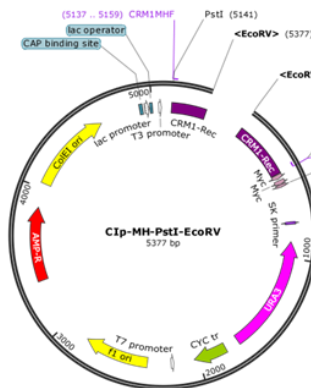 (5137 .. 5159) CRM1MHF
PstI (5141)
lac operator
<EcoRV> (5377)
CAP binding site
5000
<EcoRV
lac promoter
T3 promoter
CRM1-Rec
CRM1-Rec
Myc
Myc
ColE1 ori
SK primer
4000
CIp-MH-PstI-EcoRV
5377 bp
AMP-R
1000
URA3
T7 promoter
CYC tr
3000
f1 ori
2000